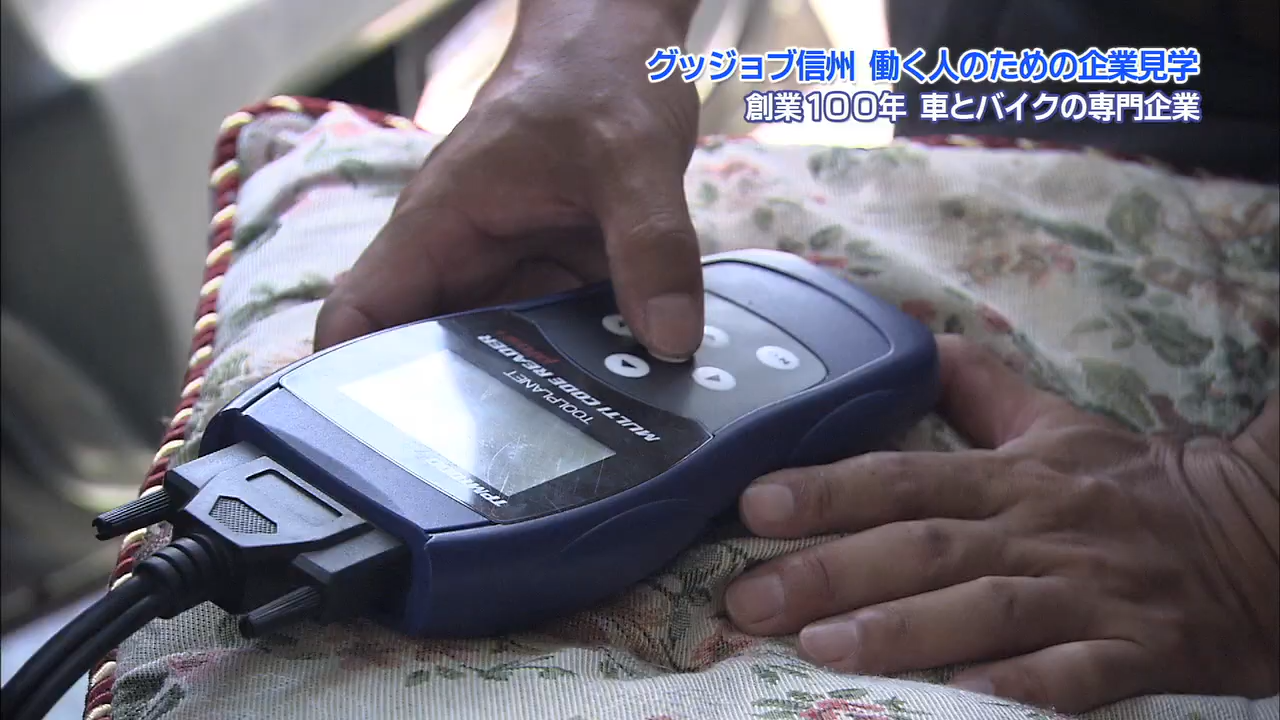 グッジョブ信州 働く人のための企業見学
創業100年 車とバイクの専門企業
TOOLPLANET
MULTI CODE READER